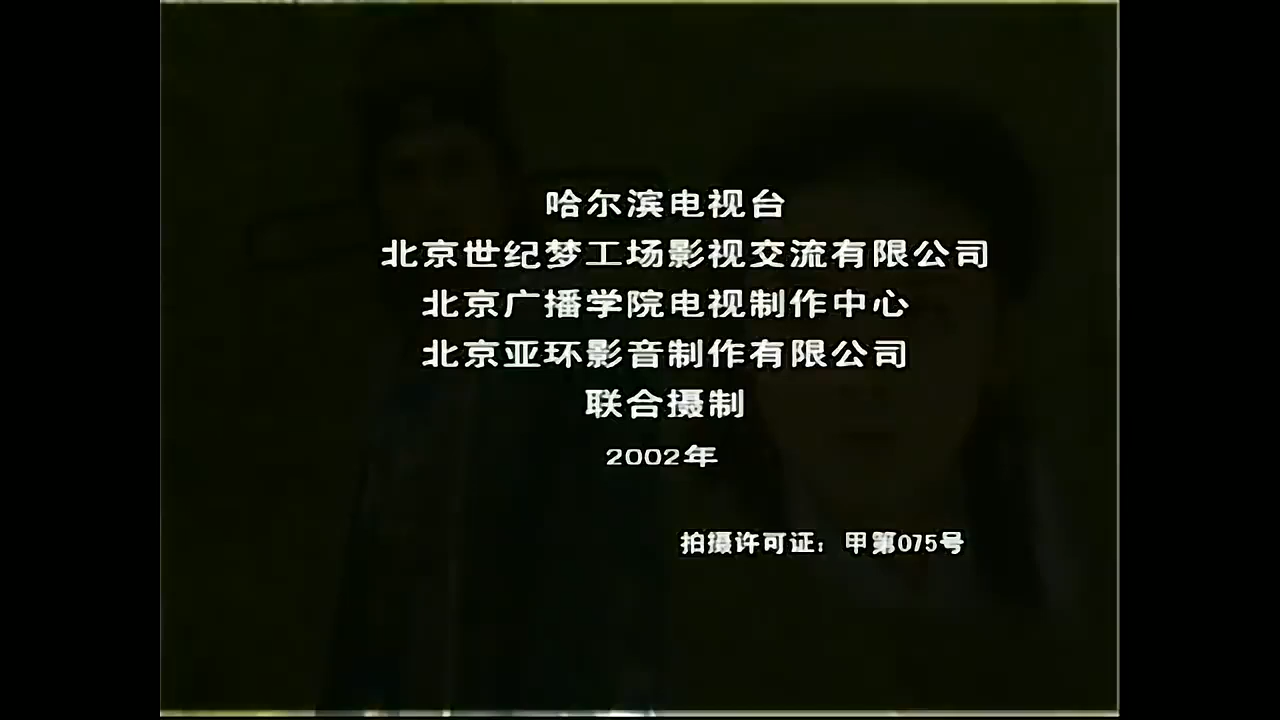 哈尔滨电视台
北京世纪梦工场影视交流有限公司
北京广播学院电视制作中心
北京亚环影音制作有限公司
联合摄制
2002年
拍摄许可证：甲第075号